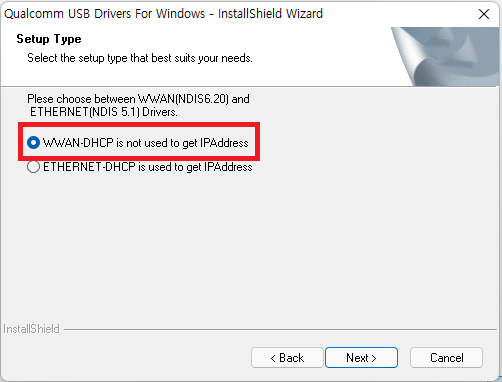 Qualcomm USB Drivers For Windows - InstallShield Wizard
Setup Type
Select the setup type that best suits your needs.
Plese choose between WWAN(NDIS6.20) and
ETHERNET(NDIS 5.1) Drivers.
WWAN-DHCP is not used to get IPAddress
ETHERNET-DHCP is used to get IPAddress
InstallShield
< Back
Next >
Cancel